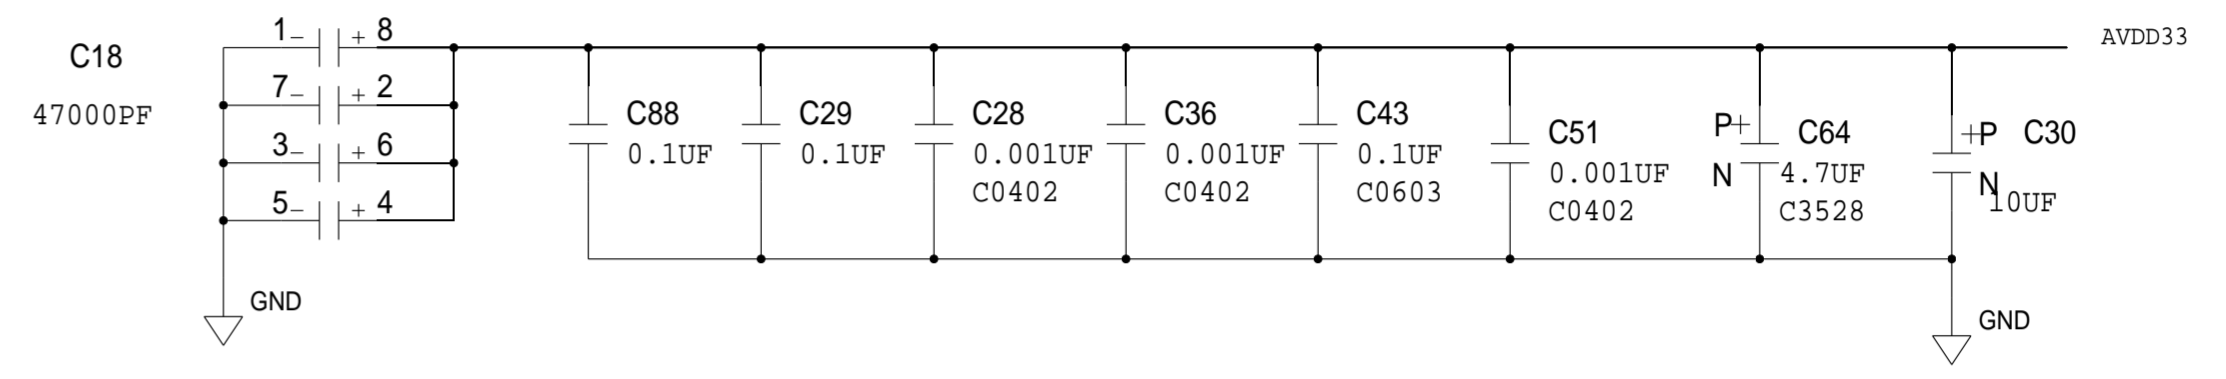 C18
47000PF
1 - + 8
7 - + 2
3 - + 6
5 - + 4
GND
C88
0.1UF
C29
0.1UF
C28
0.001UF
C0402
C36
0.001UF
C0402
C43
0.1UF
C0603
C51
0.001UF
C0402
P+
N
C64
4.7UF
C3528
+P
N
C30
10UF
AVDD33
GND